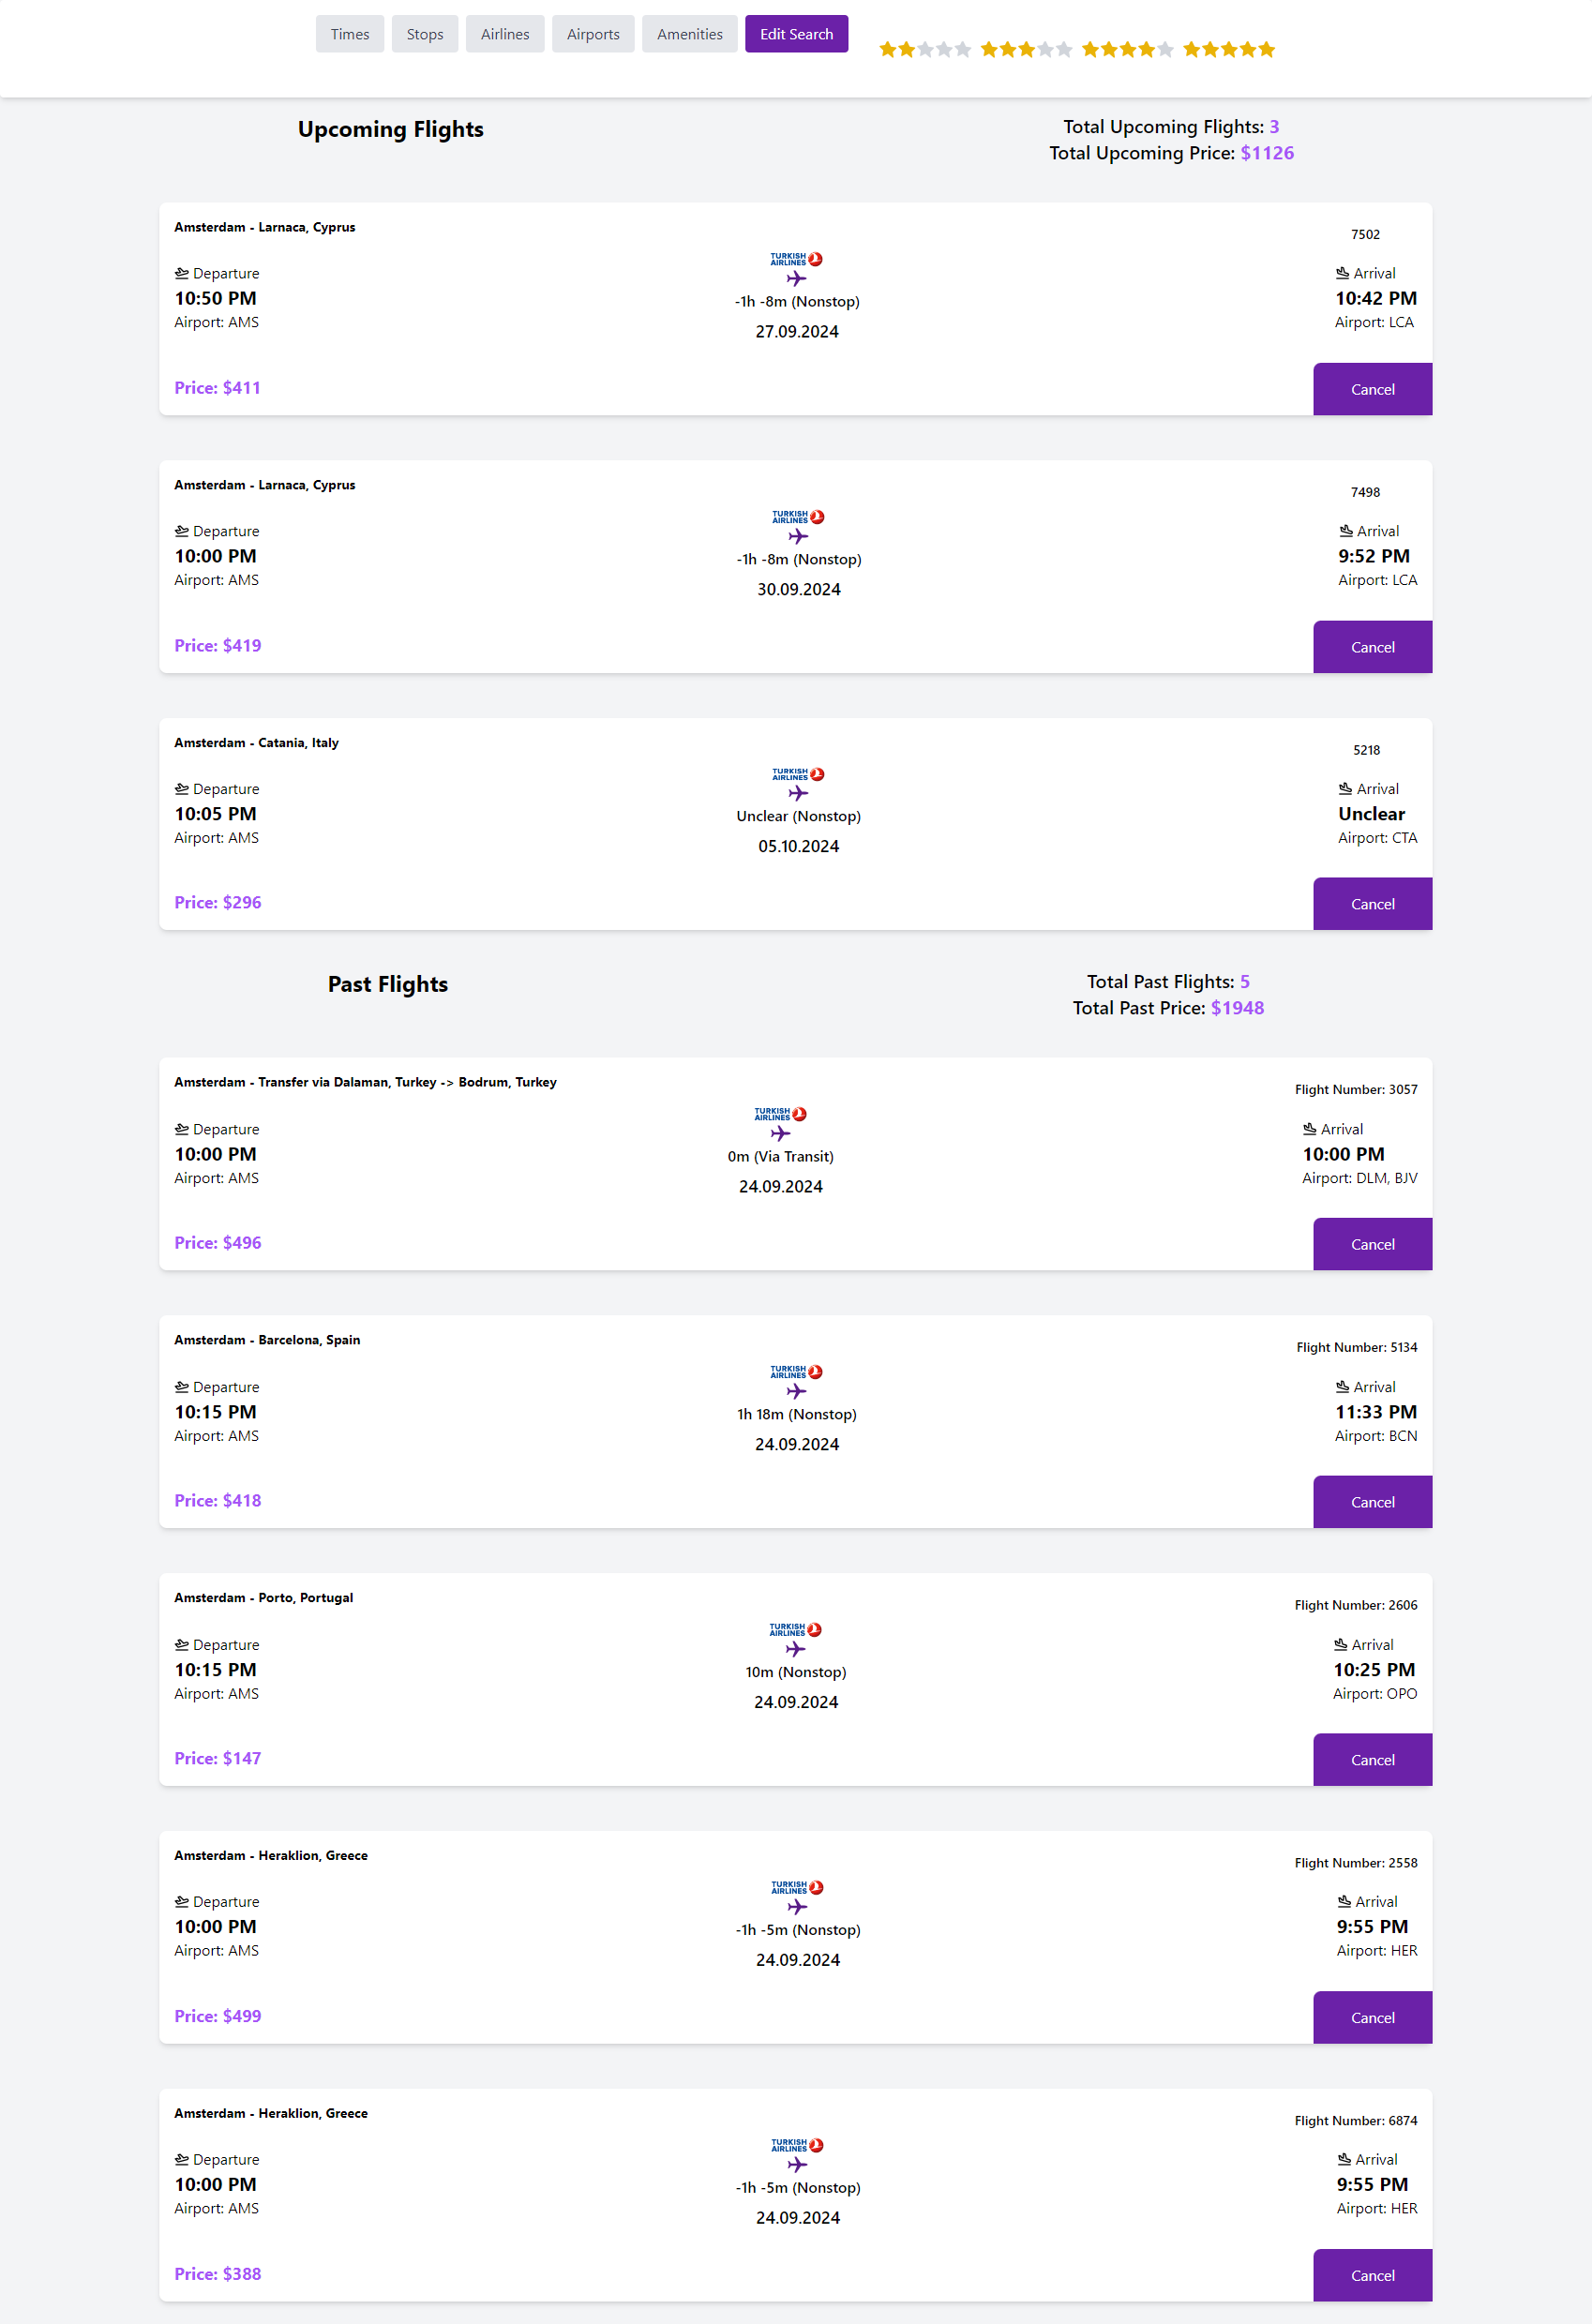 Times Stops Airlines Airports Amenities Edit Search
Upcoming Flights
Total Upcoming Flights: 3
Total Upcoming Price: $1126
Amsterdam - Larnaca, Cyprus
7502
Departure
10:50 PM
Airport: AMS
TURKISH
AIRLINES
-1h -8m (Nonstop)
27.09.2024
Arrival
10:42 PM
Airport: LCA
Price: $411
Cancel
Amsterdam - Larnaca, Cyprus
7498
Departure
10:00 PM
Airport: AMS
TURKISH
AIRLINES
-1h -8m (Nonstop)
30.09.2024
Arrival
9:52 PM
Airport: LCA
Price: $419
Cancel
Amsterdam - Catania, Italy
5218
Departure
10:05 PM
Airport: AMS
TURKISH
AIRLINES
Unclear (Nonstop)
05.10.2024
Arrival
Unclear
Airport: CTA
Price: $296
Cancel
Past Flights
Total Past Flights: 5
Total Past Price: $1948
Amsterdam - Transfer via Dalaman, Turkey -> Bodrum, Turkey
Flight Number: 3057
Departure
10:00 PM
Airport: AMS
TURKISH
AIRLINES
0m (Via Transit)
24.09.2024
Arrival
10:00 PM
Airport: DLM, BJV
Price: $496
Cancel
Amsterdam - Barcelona, Spain
Flight Number: 5134
Departure
10:15 PM
Airport: AMS
TURKISH
AIRLINES
1h 18m (Nonstop)
24.09.2024
Arrival
11:33 PM
Airport: BCN
Price: $418
Cancel
Amsterdam - Porto, Portugal
Flight Number: 2606
Departure
10:15 PM
Airport: AMS
TURKISH
AIRLINES
10m (Nonstop)
24.09.2024
Arrival
10:25 PM
Airport: OPO
Price: $147
Cancel
Amsterdam - Heraklion, Greece
Flight Number: 2558
Departure
10:00 PM
Airport: AMS
TURKISH
AIRLINES
-1h -5m (Nonstop)
24.09.2024
Arrival
9:55 PM
Airport: HER
Price: $499
Cancel
Amsterdam - Heraklion, Greece
Flight Number: 6874
Departure
10:00 PM
Airport: AMS
TURKISH
AIRLINES
-1h -5m (Nonstop)
24.09.2024
Arrival
9:55 PM
Airport: HER
Price: $388
Cancel